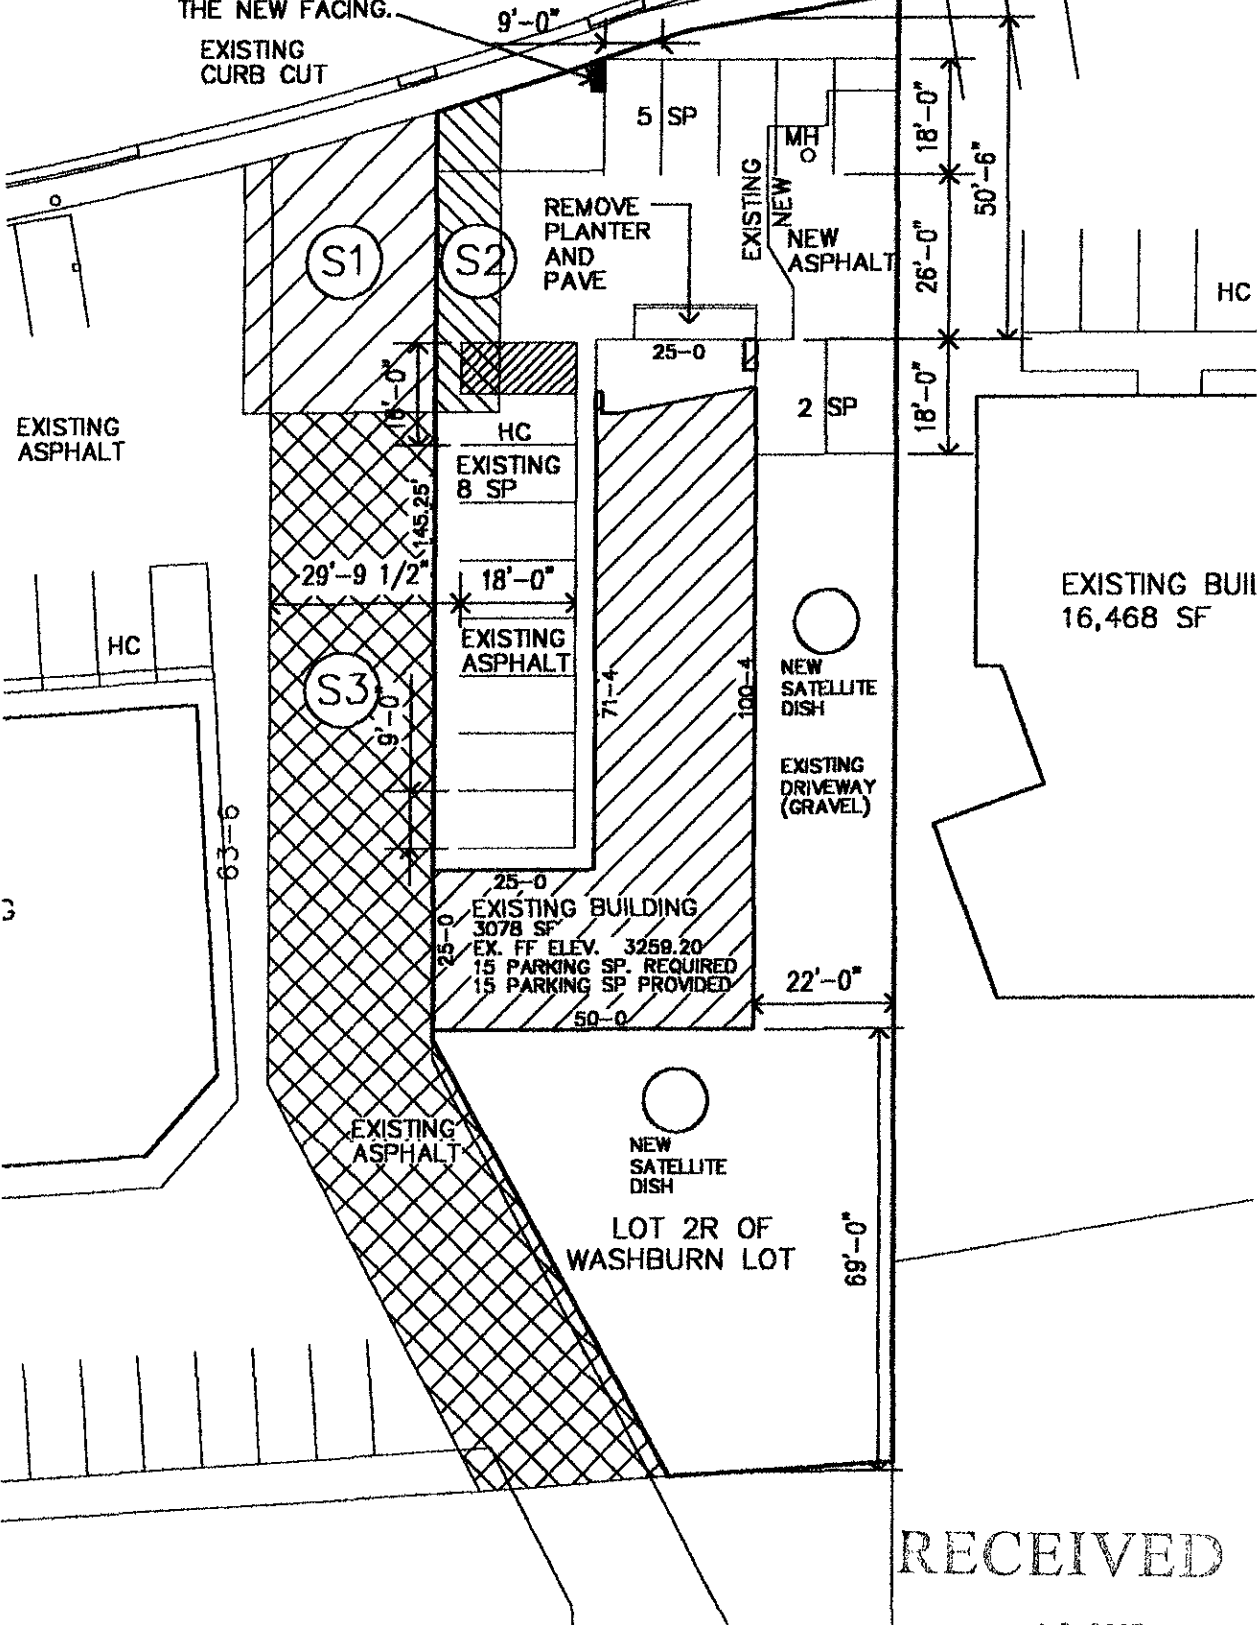 THE NEW FACING.
EXISTING
CURB CUT
9'-0"
5 SP
MH
EXISTING
NEW
18'-0"
50'-6"
26'-0"
S1
S2
REMOVE
PLANTER
AND
PAVE
NEW
ASPHALT
HC
25-0
18'-0"
2 SP
18'-0"
EXISTING
ASPHALT
HC
EXISTING
8 SP
145.25'
29'-9 1/2"
18'-0"
EXISTING
ASPHALT
HC
S3
9'-0"
71-4
100-4
NEW
SATELLITE
DISH
EXISTING
DRIVEWAY
(GRAVEL)
16,468 SF
EXISTING
63-6
25-0
25-0
EXISTING BUILDING
3078 SF
EX. FF ELEV. 3259.20
15 PARKING SP. REQUIRED
15 PARKING SP PROVIDED
50-0
22'-0"
EXISTING
ASPHALT
NEW
SATELLITE
DISH
LOT 2R OF
WASHBURN LOT
69'-0"
RECEIVED